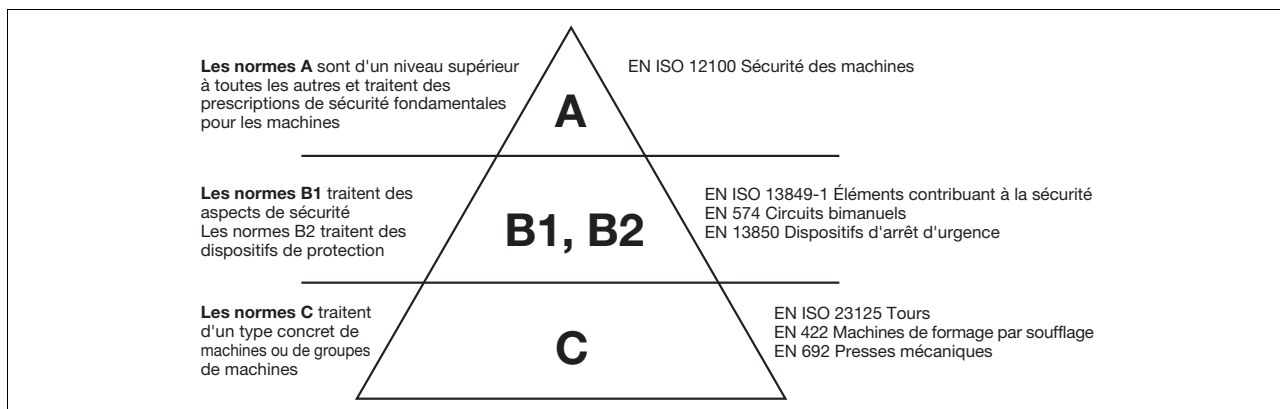 Les normes A sont d'un niveau supérieur
à toutes les autres et traitent des
prescriptions de sécurité fondamentales
pour les machines
A
EN ISO 12100 Sécurité des machines
Les normes B1 traitent des
aspects de sécurité
Les normes B2 traitent des
dispositifs de protection
B1, B2
EN ISO 13849-1 Éléments contribuant à la sécurité
EN 574 Circuits bimanuels
EN 13850 Dispositifs d'arrêt d'urgence
Les normes C traitent
d'un type concret de
machines ou de groupes
de machines
C
EN ISO 23125 Tours
EN 422 Machines de formage par soufflage
EN 692 Presses mécaniques